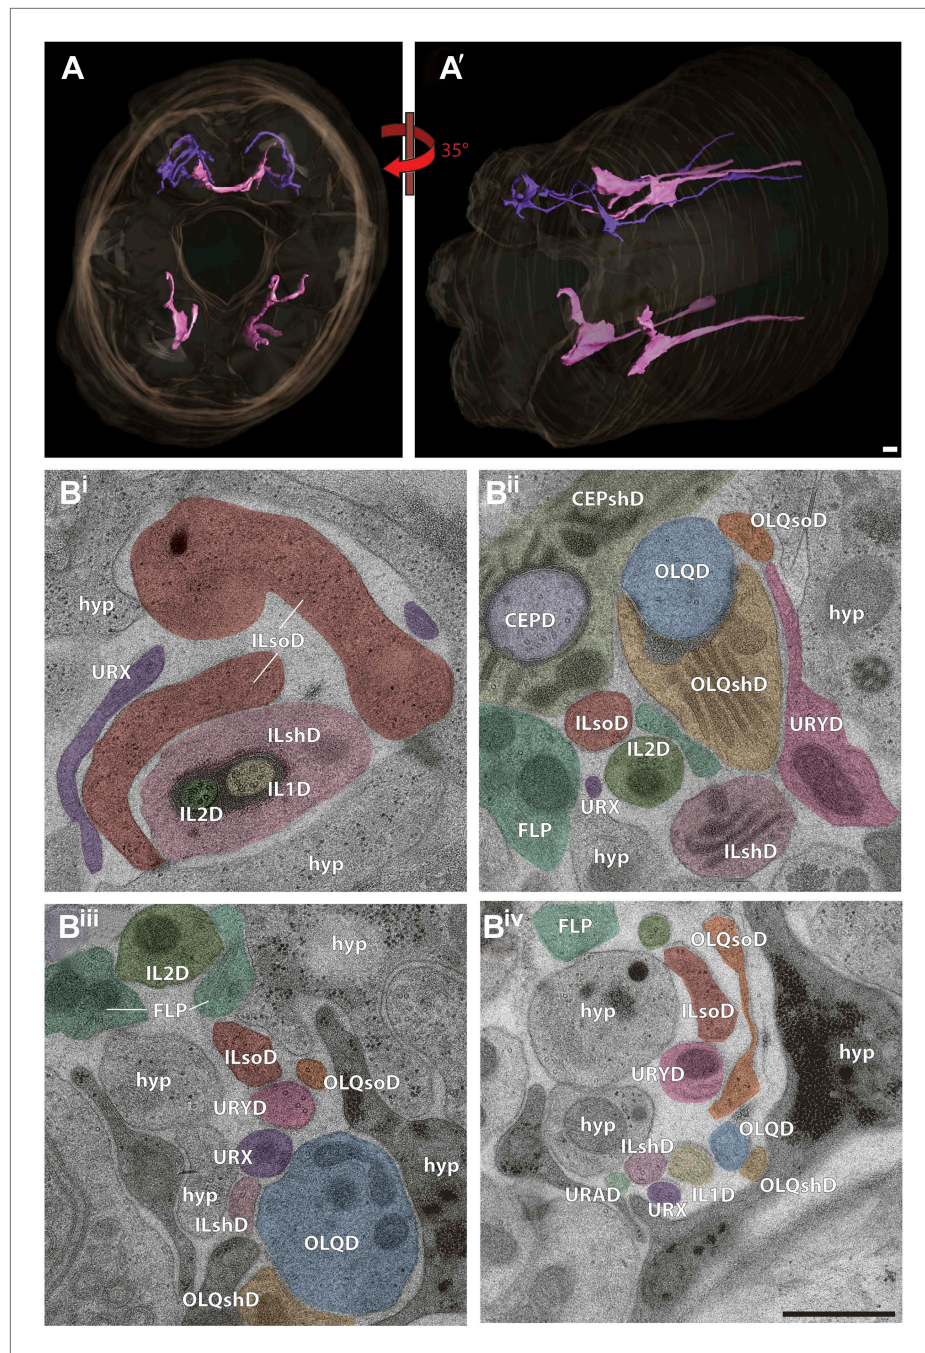 A
A′
35°
Bⁱ
hyp
ILsoD
URX
ILshD
IL1D
IL2D
hyp
Bⁱⁱ
CEPshD
OLQsoD
OLQD
CEPD
hyp
OLQshD
ILsoD
URYD
IL2D
URX
FLP
hyp
ILshD
Bⁱⁱⁱ
hyp
IL2D
FLP
ILsoD
hyp
OLQsoD
URYD
URX
hyp
hyp
ILshD
OLQD
OLQshD
Bⁱᵛ
FLP
OLQsoD
hyp
ILsoD
hyp
URYD
hyp
OLQD
ILshD
OLQshD
URAD
IL1D
URX